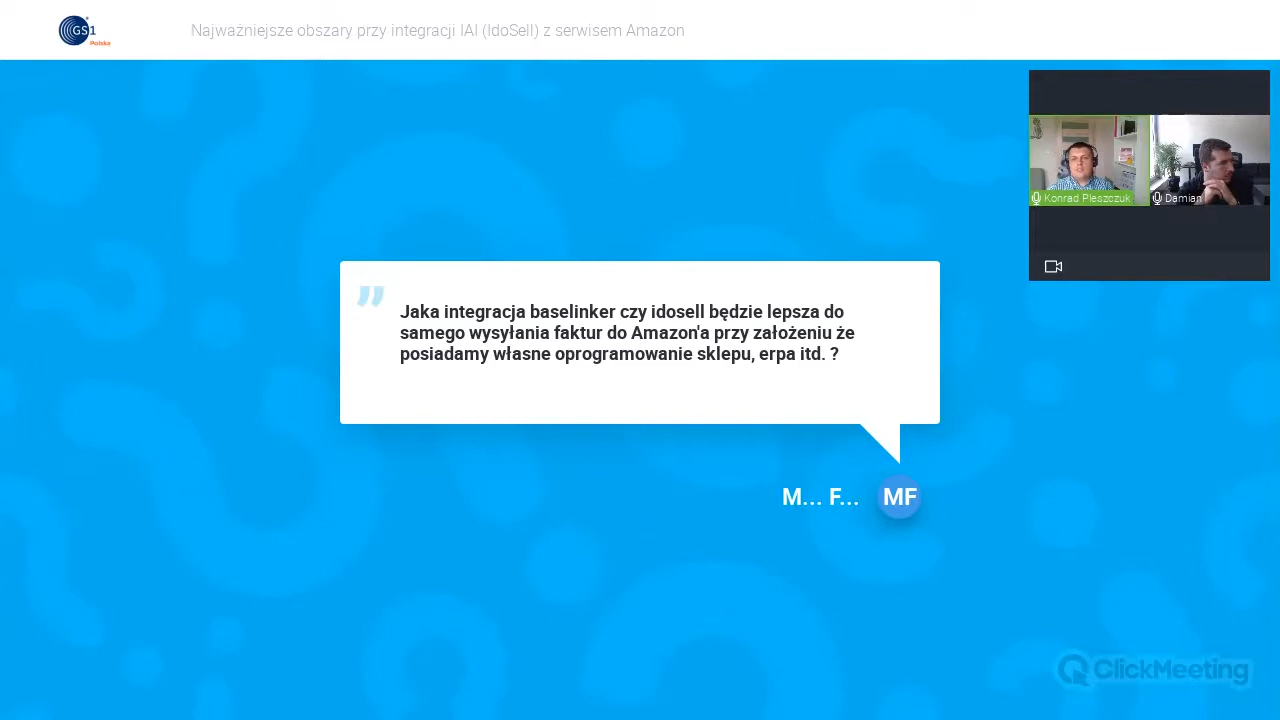 GS1
Polska
Najważniejsze obszary przy integracji IAI (IdoSell) z serwisem Amazon
Konrad Pleszczuk
Damian
Jaka integracja baselinker czy idosell będzie lepsza do
samego wysyłania faktur do Amazon'a przy założeniu że
posiadamy własne oprogramowanie sklepu, erpa itd. ?
M... F...
MF
ClickMeeting